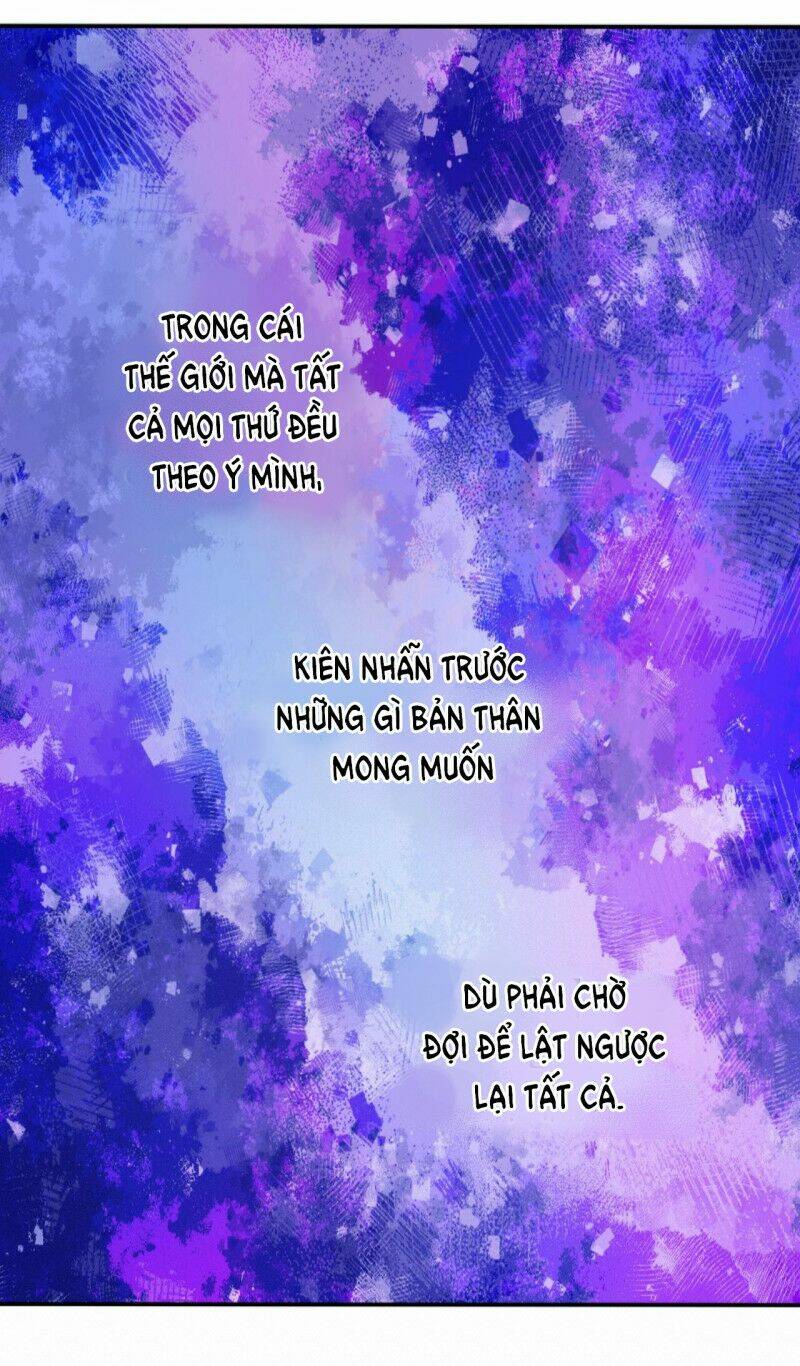 TRONG CÁI
THẾ GIỚI MÀ TẤT
CẢ MỌI THỨ ĐỀU
THEO Ý MÌNH,
KIÊN NHẪN TRƯỚC
NHỮNG GÌ BẢN THÂN
MONG MUỐN
DÙ PHẢI CHỜ
ĐỢI ĐỂ LẬT NGƯỢC
LẠI TẤT CẢ.